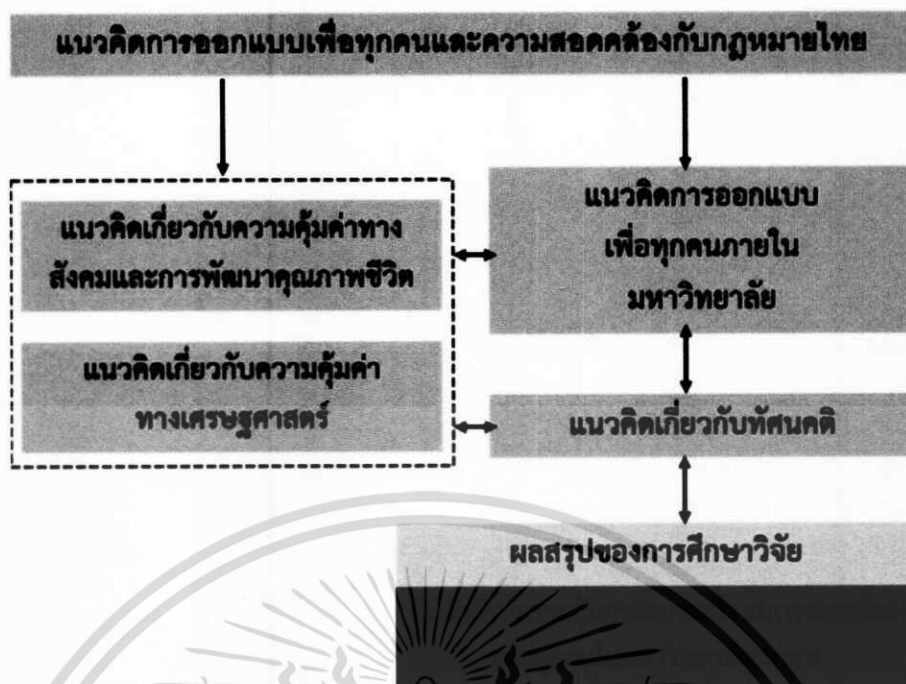 แนวคิดการออกแบบเพื่อทุกคนและความสอดคล้องกับกฎหมายไทย
แนวคิดเกี่ยวกับความคุ้มค่าทาง
สังคมและการพัฒนาคุณภาพชีวิต
แนวคิดเกี่ยวกับความคุ้มค่า
ทางเศรษฐศาสตร์
แนวคิดการออกแบบ
เพื่อทุกคนภายใน
มหาวิทยาลัย
แนวคิดเกี่ยวกับทัศนคติ
ผลสรุปของการศึกษาวิจัย